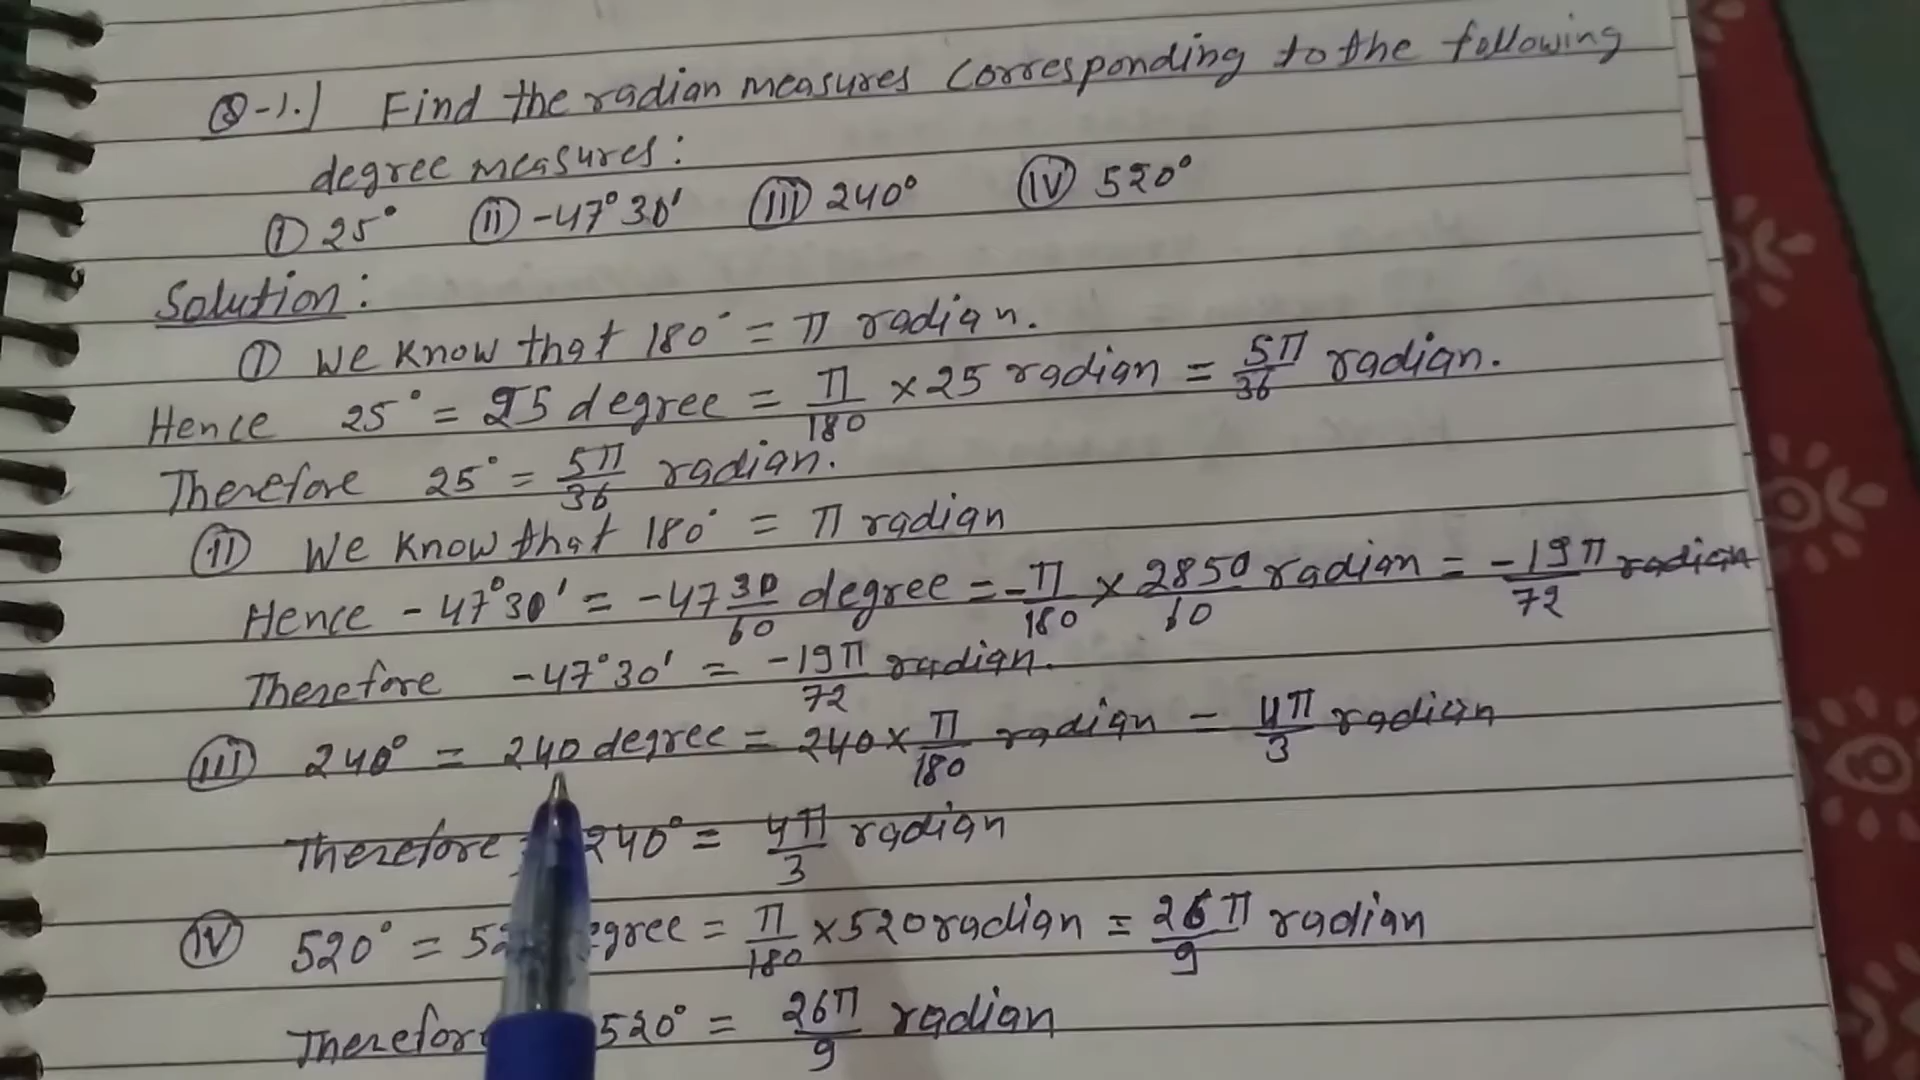 Q-1.) Find the radian measures corresponding to the following
degree measures:
(I) 25° (II) -47°30' (III) 240° (IV) 520°
Solution:
(I) We know that 180° = π radian.
Hence 25° = 25 degree = π/180 × 25 radian = 5π/36 radian.
Therefore 25° = 5π/36 radian.
(II) We know that 180° = π radian
Hence -47°30' = -47 30/60 degree = -π/180 × 2850/60 radian = -19π/72 radian
Therefore -47°30' = -19π/72 radian.
(III) 240° = 240 degree = 240 × π/180 radian = 4π/3 radian
Therefore 240° = 4π/3 radian
(IV) 520° = = π/180 × 520 radian = 26π/9 radian
520° = 26π/9 radian